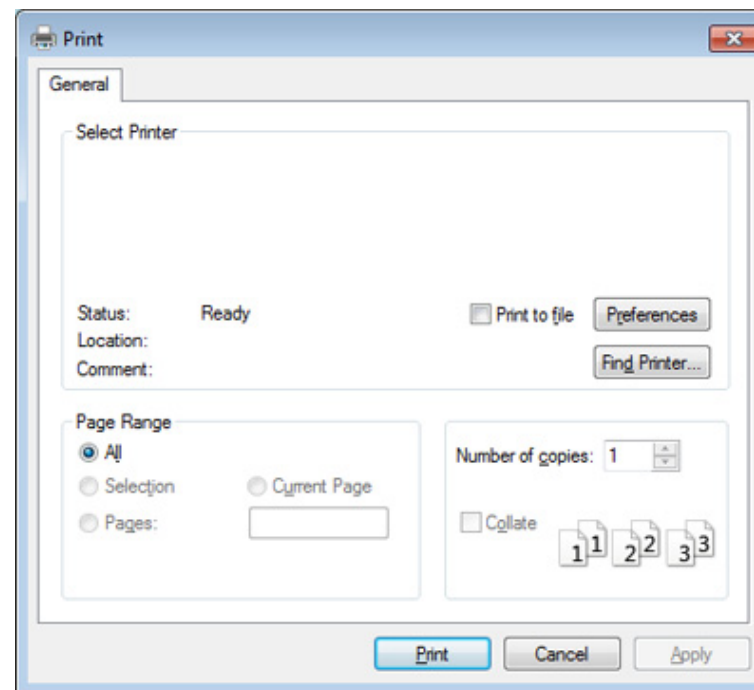 Print
General
Select Printer
Status: Ready
Print to file
Preferences
Location:
Comment:
Find Printer...
Page Range
All
Selection
Current Page
Pages:
Number of copies: 1
Collate
1 1 2 2 3 3
Print
Cancel
Apply